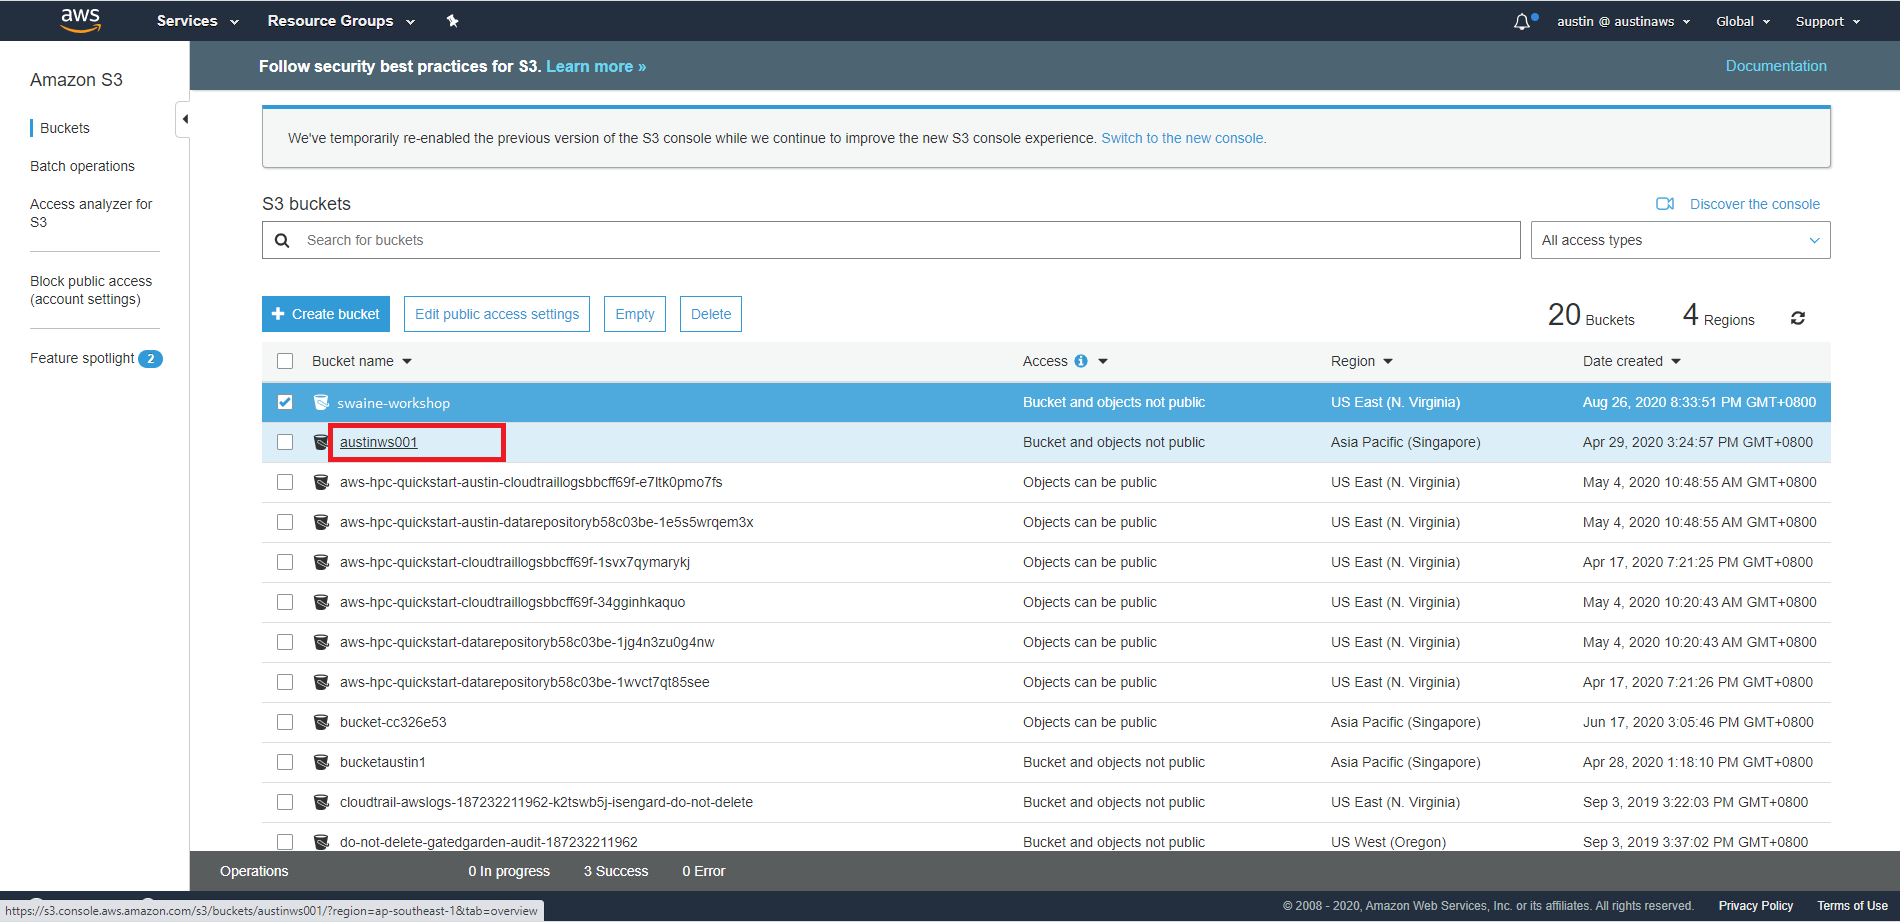 aws Services Resource Groups austin @ austinaws Global Support
Amazon S3
Buckets
Batch operations
Access analyzer for
S3
Block public access
(account settings)
Feature spotlight 2
Follow security best practices for S3. Learn more » Documentation
We've temporarily re-enabled the previous version of the S3 console while we continue to improve the new S3 console experience. Switch to the new console.
S3 buckets Discover the console
Search for buckets All access types
Create bucket Edit public access settings Empty Delete 20 Buckets 4 Regions
Bucket name Access Region Date created
swaine-workshop Bucket and objects not public US East (N. Virginia) Aug 26, 2020 8:33:51 PM GMT+0800
austinws001 Bucket and objects not public Asia Pacific (Singapore) Apr 29, 2020 3:24:57 PM GMT+0800
aws-hpc-quickstart-austin-cloudtraillogsbbcff69f-e7ltk0pmo7fs Objects can be public US East (N. Virginia) May 4, 2020 10:48:55 AM GMT+0800
aws-hpc-quickstart-austin-datarepositoryb58c03be-1e5s5wrqem3x Objects can be public US East (N. Virginia) May 4, 2020 10:48:55 AM GMT+0800
aws-hpc-quickstart-cloudtraillogsbbcff69f-1svx7qymarykj Objects can be public US East (N. Virginia) Apr 17, 2020 7:21:25 PM GMT+0800
aws-hpc-quickstart-cloudtraillogsbbcff69f-34gginhkaquo Objects can be public US East (N. Virginia) May 4, 2020 10:20:43 AM GMT+0800
aws-hpc-quickstart-datarepositoryb58c03be-1jg4n3zu0g4nw Objects can be public US East (N. Virginia) May 4, 2020 10:20:43 AM GMT+0800
aws-hpc-quickstart-datarepositoryb58c03be-1wvct7qt85see Objects can be public US East (N. Virginia) Apr 17, 2020 7:21:26 PM GMT+0800
bucket-cc326e53 Objects can be public Asia Pacific (Singapore) Jun 17, 2020 3:05:46 PM GMT+0800
bucketaustin1 Bucket and objects not public Asia Pacific (Singapore) Apr 28, 2020 1:18:10 PM GMT+0800
cloudtrail-awslogs-187232211962-k2tswb5j-isengard-do-not-delete Bucket and objects not public US East (N. Virginia) Sep 3, 2019 3:22:03 PM GMT+0800
do-not-delete-gatedgarden-audit-187232211962 Bucket and objects not public US West (Oregon) Sep 3, 2019 3:37:02 PM GMT+0800
Operations 0 In progress 3 Success 0 Error
https://s3.console.aws.amazon.com/s3/buckets/austinws001/?region=ap-southeast-1&tab=overview © 2008 - 2020, Amazon Web Services, Inc. or its affiliates. All rights reserved. Privacy Policy Terms of Use